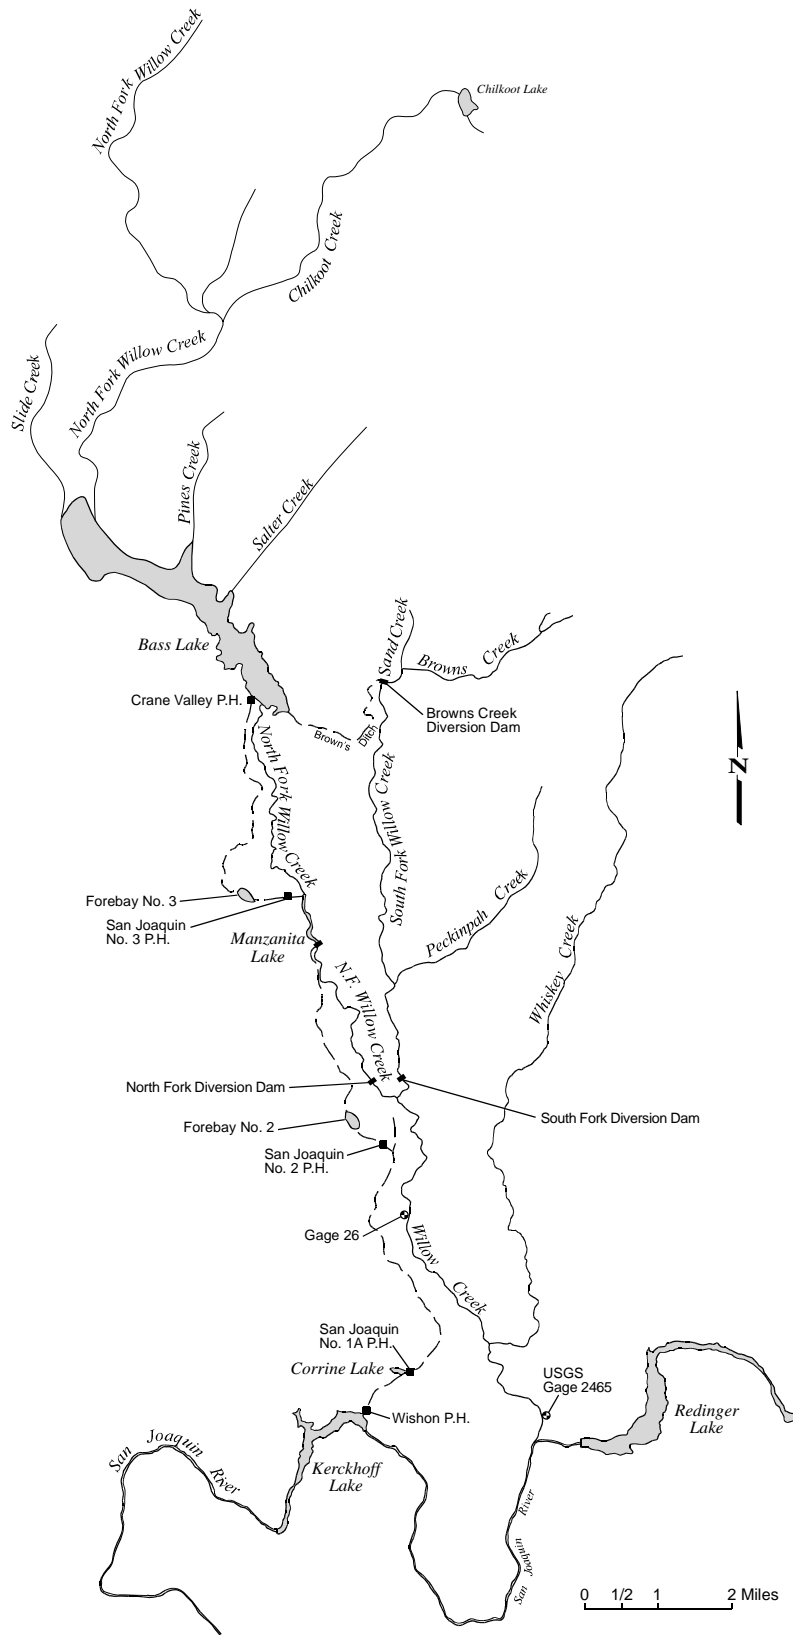 North Fork Willow Creek
Chilkoot Lake
Chilkoot Creek
Slide Creek
North Fork Willow Creek
Pines Creek
Salter Creek
Bass Lake
Sand Creek
Browns Creek
Crane Valley P.H.
Browns Creek
Diversion Dam
Brown's Ditch
N
North Fork Willow Creek
South Fork Willow Creek
Peckinpah Creek
Whiskey Creek
Forebay No. 3
San Joaquin
No. 3 P.H.
Manzanita
Lake
N.F. Willow Creek
North Fork Diversion Dam
South Fork Diversion Dam
Forebay No. 2
San Joaquin
No. 2 P.H.
Gage 26
Willow Creek
San Joaquin
No. 1A P.H.
Corrine Lake
USGS
Gage 2465
Wishon P.H.
Redinger
Lake
San Joaquin River
Kerckhoff
Lake
San Joaquin River
0 1/2 1 2 Miles